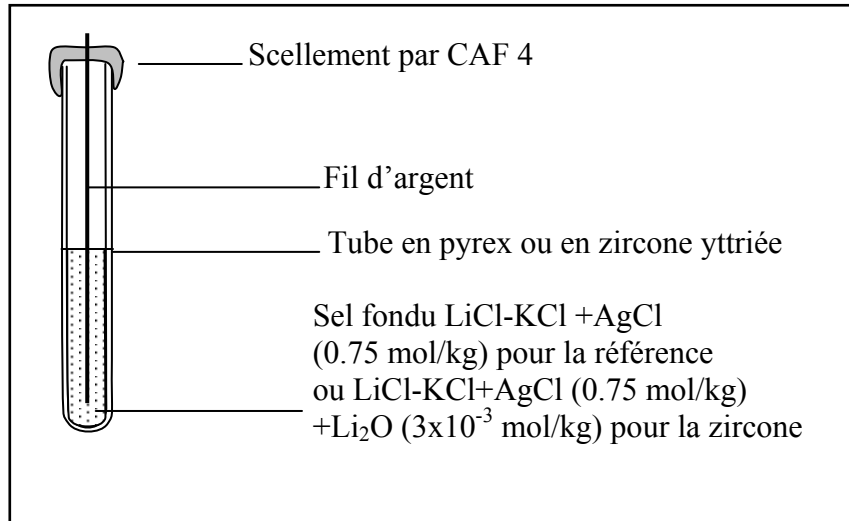 Scellement par CAF 4
Fil d’argent
Tube en pyrex ou en zircone yttriée
Sel fondu LiCl-KCl +AgCl
(0.75 mol/kg) pour la référence
ou LiCl-KCl+AgCl (0.75 mol/kg)
+Li₂O (3x10⁻³ mol/kg) pour la zircone